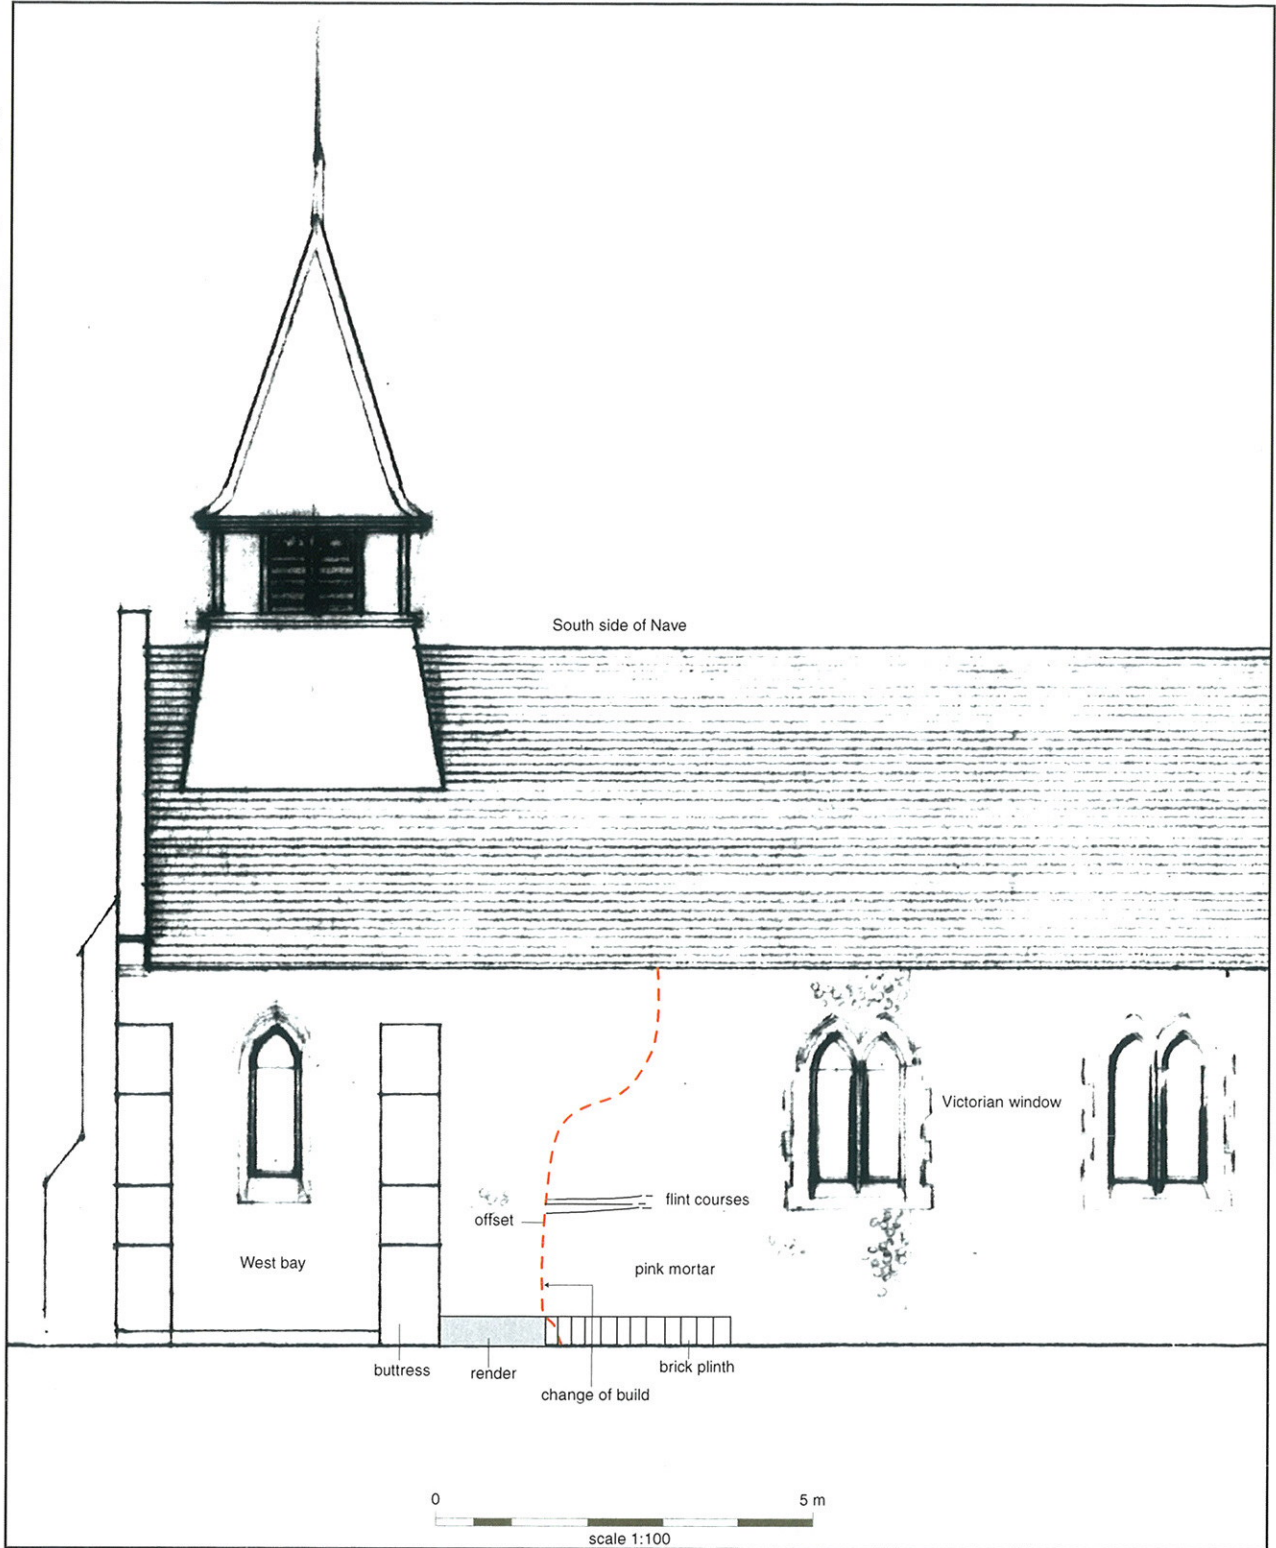 South side of Nave
Victorian window
flint courses
offset
West bay
pink mortar
buttress
render
brick plinth
change of build
0
5 m
scale 1:100